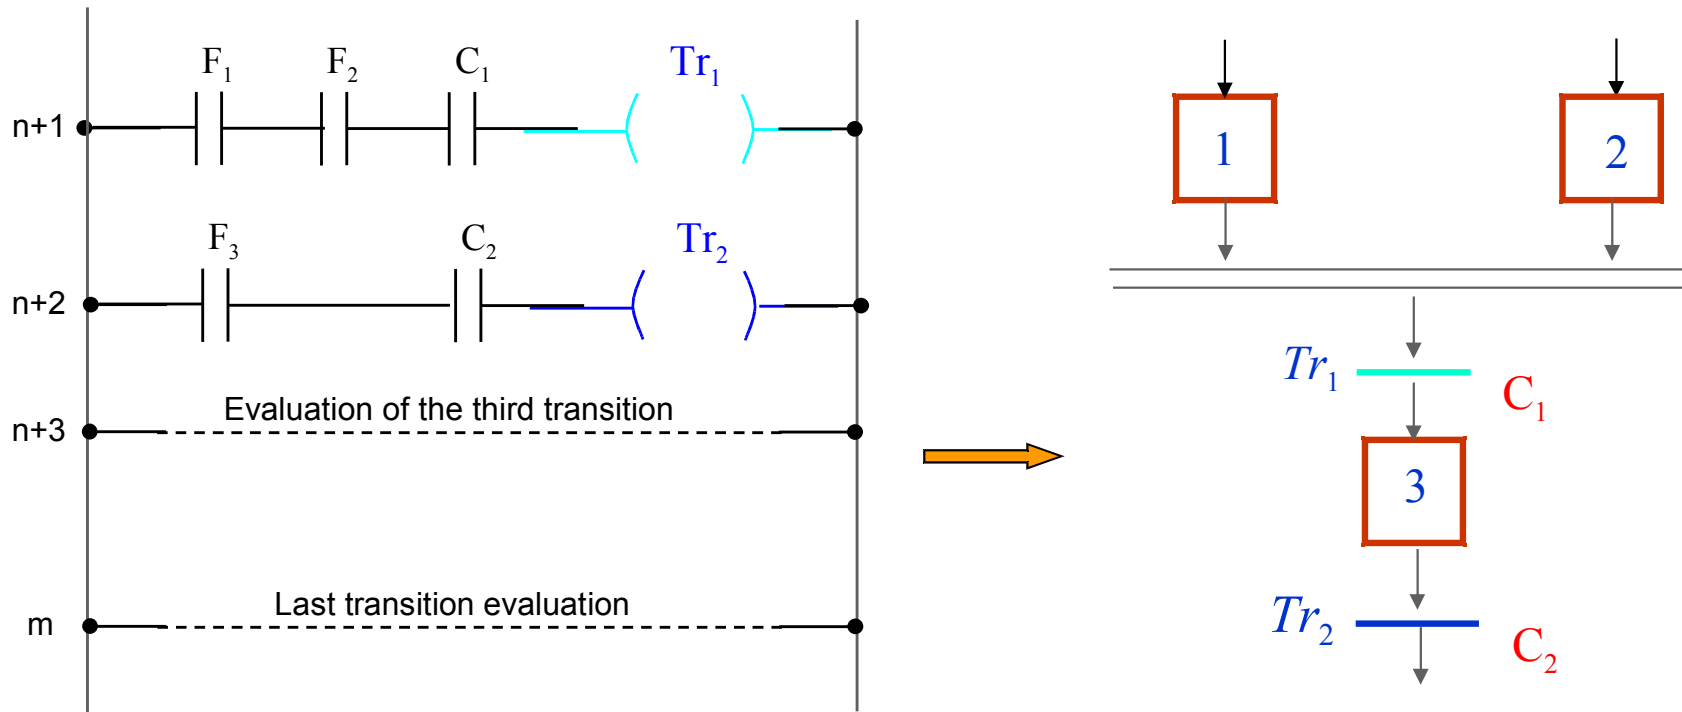 F₁ F₂ C₁ Tr₁
n+1
F₃ C₂ Tr₂
n+2
Evaluation of the third transition
n+3
Last transition evaluation
m
1 2
Tr₁ C₁
3
Tr₂ C₂